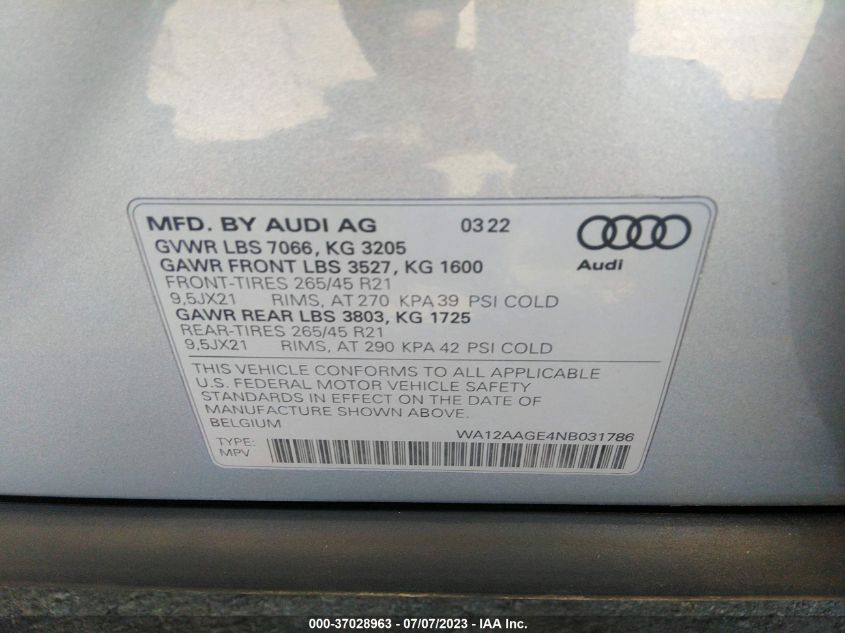 MFD. BY AUDI AG 0322
GVWR LBS 7066, KG 3205
GAWR FRONT LBS 3527, KG 1600
FRONT-TIRES 265/45 R21
9,5JX21 RIMS, AT 270 KPA 39 PSI COLD
GAWR REAR LBS 3803, KG 1725
REAR-TIRES 265/45 R21
9,5JX21 RIMS, AT 290 KPA 42 PSI COLD
Audi
THIS VEHICLE CONFORMS TO ALL APPLICABLE
U.S. FEDERAL MOTOR VEHICLE SAFETY
STANDARDS IN EFFECT ON THE DATE OF
MANUFACTURE SHOWN ABOVE.
BELGIUM
WA12AAGE4NB031786
TYPE:
MPV
000-37028963 - 07/07/2023 - IAA Inc.